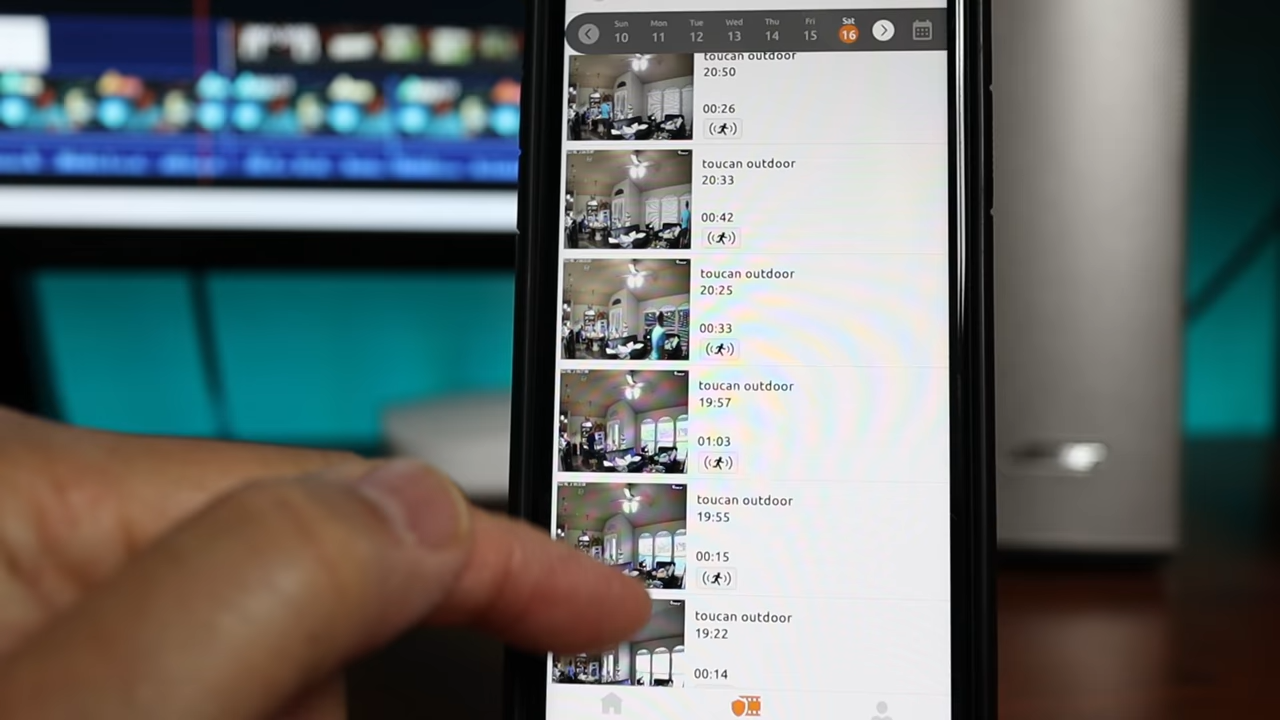 Sun Mon Tue Wed Thu Fri Sat
10 11 12 13 14 15 16
toucan outdoor
20:50
00:26
toucan outdoor
20:33
00:42
toucan outdoor
20:25
00:33
toucan outdoor
19:57
01:03
toucan outdoor
19:55
00:15
toucan outdoor
19:22
00:14